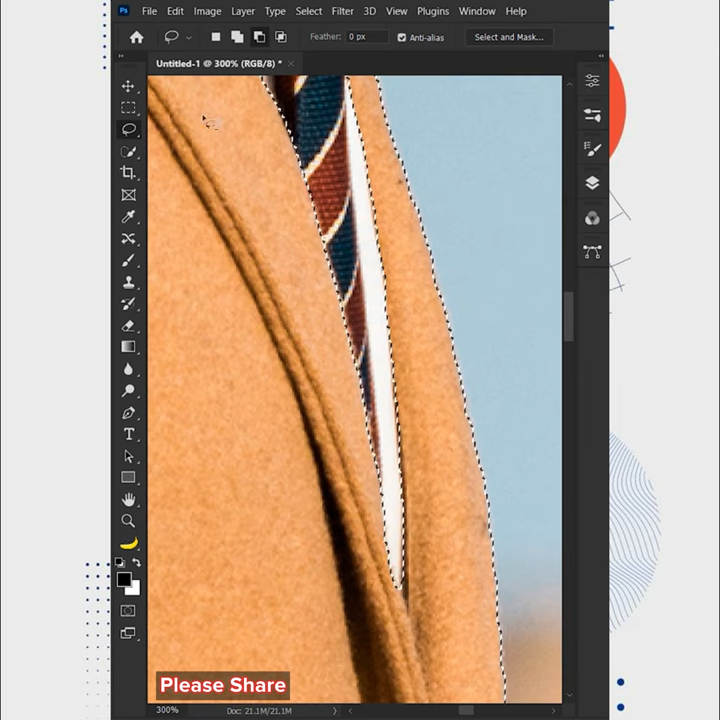 Ps File Edit Image Layer Type Select Filter 3D View Plugins Window Help
Feather: 0 px Anti-alias Select and Mask...
Untitled-1 @ 300% (RGB/8) *
T
Please Share
300% Doc: 21.1M/21.1M